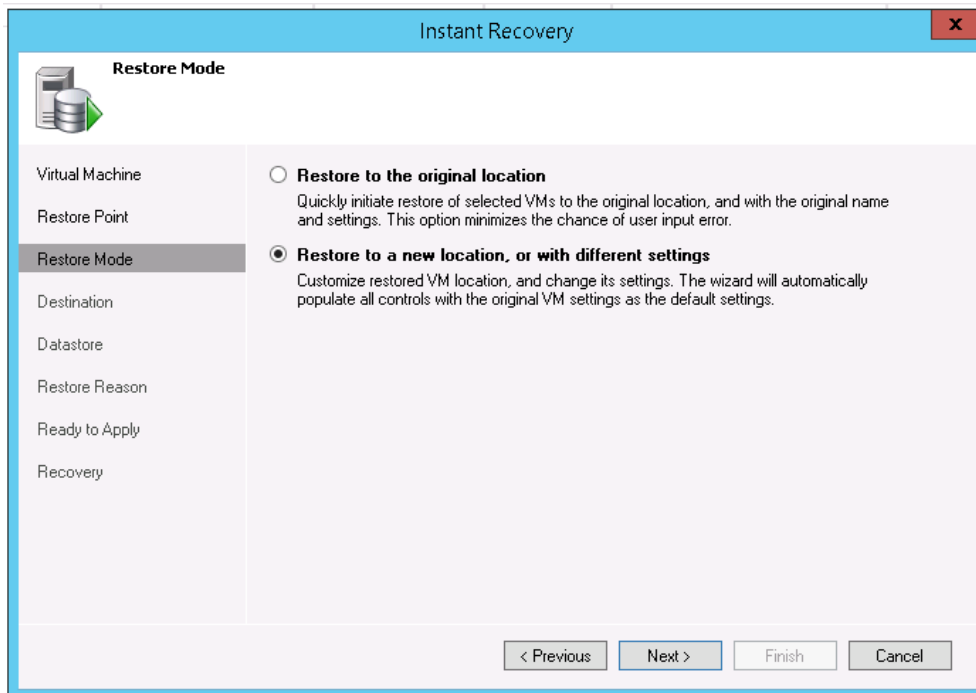 Instant Recovery
x
Restore Mode
Virtual Machine
Restore Point
Restore Mode
Destination
Datastore
Restore Reason
Ready to Apply
Recovery
Restore to the original location
Quickly initiate restore of selected VMs to the original location, and with the original name
and settings. This option minimizes the chance of user input error.
Restore to a new location, or with different settings
Customize restored VM location, and change its settings. The wizard will automatically
populate all controls with the original VM settings as the default settings.
< Previous
Next >
Finish
Cancel